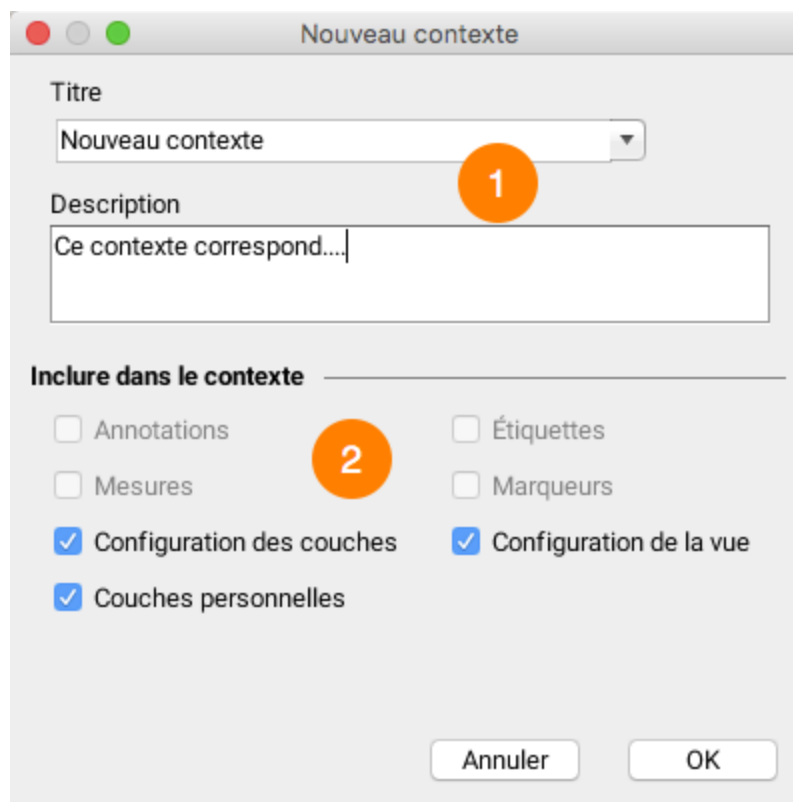 Nouveau contexte
Titre
Nouveau contexte
1
Description
Ce contexte correspond....
Inclure dans le contexte
Annotations
Étiquettes
2
Mesures
Marqueurs
Configuration des couches
Configuration de la vue
Couches personnelles
Annuler
OK